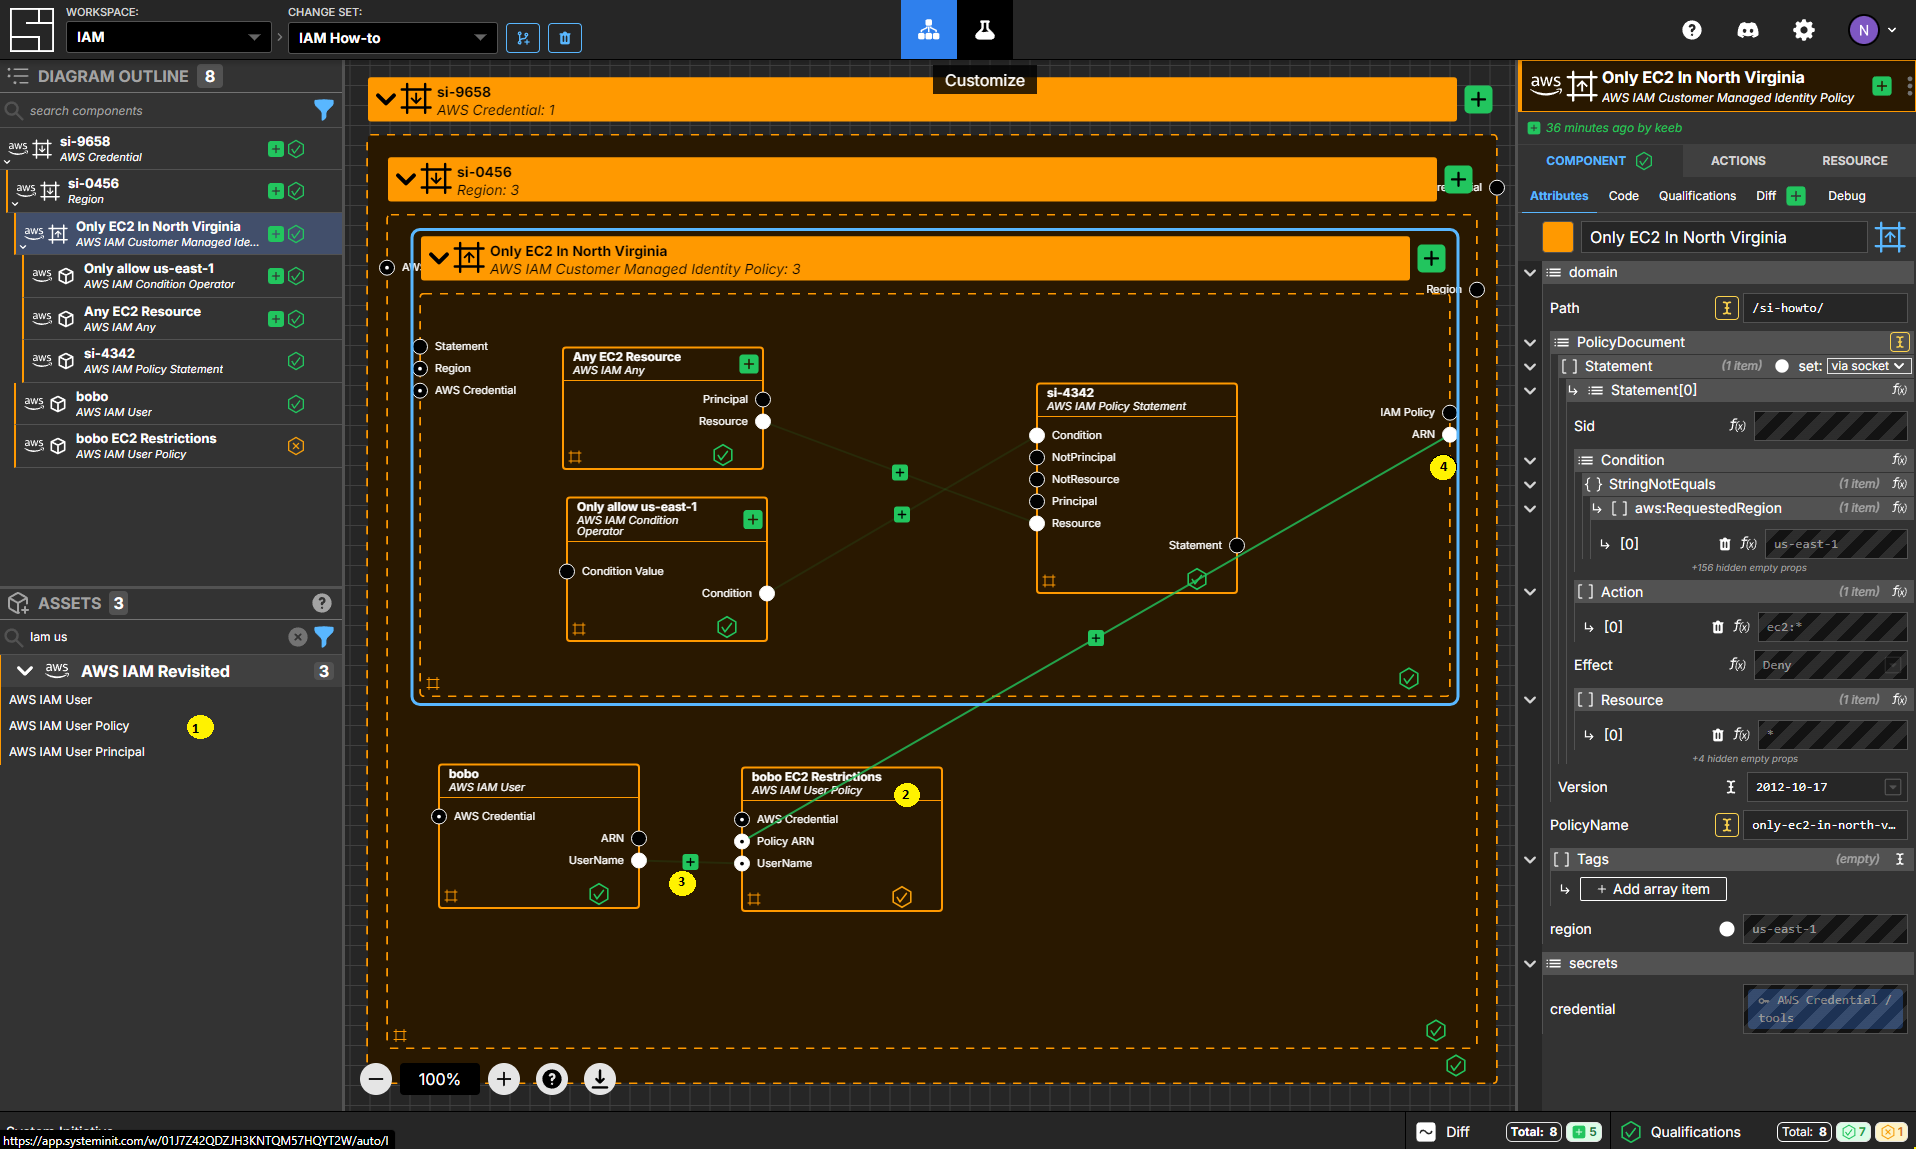 WORKSPACE:
IAM
CHANGE SET:
IAM How-to
N
Customize
DIAGRAM OUTLINE 8
search components
aws si-9658
AWS Credential
aws si-0456
Region
aws Only EC2 In North Virginia
AWS IAM Customer Managed Ide...
aws Only allow us-east-1
AWS IAM Condition Operator
aws Any EC2 Resource
AWS IAM Any
aws si-4342
AWS IAM Policy Statement
aws bobo
AWS IAM User
aws bobo EC2 Restrictions
AWS IAM User Policy
ASSETS 3
Iam us
aws AWS IAM Revisited 3
AWS IAM User
AWS IAM User Policy
1
AWS IAM User Principal
si-9658
AWS Credential: 1
si-0456
Region: 3
Only EC2 In North Virginia
AWS IAM Customer Managed Identity Policy: 3
Region
Statement
Region
AWS Credential
Any EC2 Resource
AWS IAM Any
Principal
Resource
Only allow us-east-1
AWS IAM Condition
Operator
Condition Value
Condition
si-4342
AWS IAM Policy Statement
Condition
NotPrincipal
NotResource
Principal
Resource
Statement
IAM Policy
ARN
4
bobo
AWS IAM User
AWS Credential
ARN
UserName
3
bobo EC2 Restrictions
AWS IAM User Policy
2
AWS Credential
Policy ARN
UserName
100%
aws Only EC2 In North Virginia
AWS IAM Customer Managed Identity Policy
36 minutes ago by keeb
COMPONENT ACTIONS RESOURCE
Attributes Code Qualifications Diff Debug
Only EC2 In North Virginia
domain
Path /si-howto/
PolicyDocument
[ ] Statement (1 item) set: via socket
Statement[0] f(x)
Sid f(x)
Condition f(x)
{ } StringNotEquals (1 item) f(x)
[ ] aws:RequestedRegion (1 item) f(x)
[0] f(x) us-east-1
+156 hidden empty props
[ ] Action (1 item) f(x)
[0] f(x) ec2:*
Effect f(x) Deny
[ ] Resource (1 item) f(x)
[0] f(x) *
+4 hidden empty props
Version 2012-10-17
PolicyName only-ec2-in-north-v...
[ ] Tags (empty)
+ Add array item
region us-east-1
secrets
credential AWS Credential /
tools
https://app.systeminit.com/w/01J7Z42QDZJH3KNTQM57HQYT2W/auto/l
Diff Total: 8 5 Qualifications Total: 8 7 1